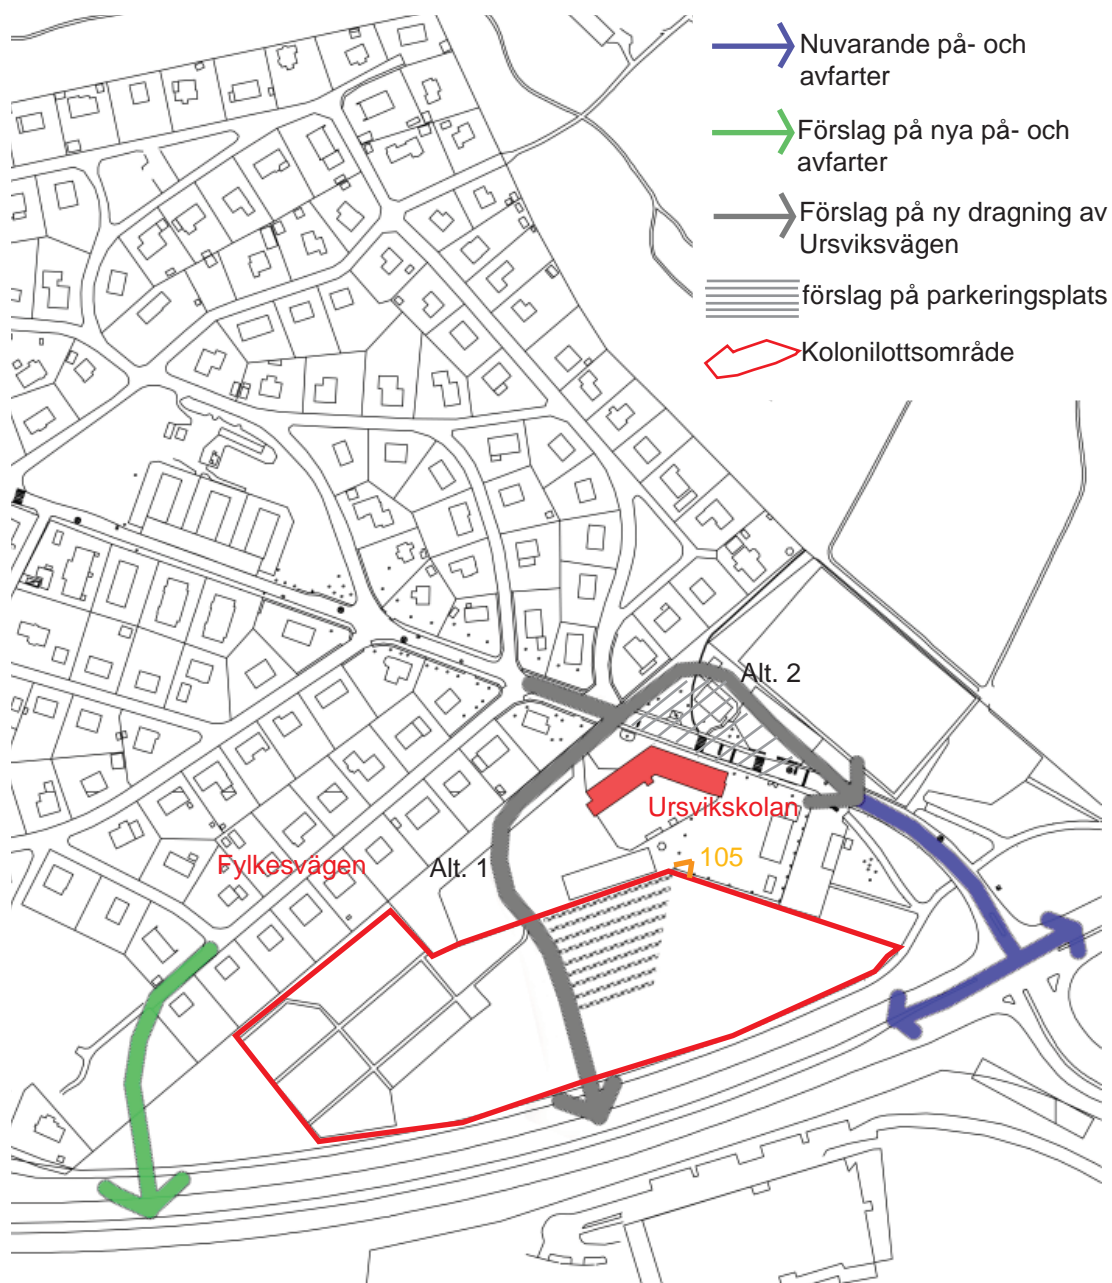 Nuvarande på- och
avfarter
Förslag på nya på- och
avfarter
Förslag på ny dragning av
Ursviksvägen
förslag på parkeringsplats
Kolonilottsområde
Alt. 2
Ursvikskolan
105
Fylkesvägen
Alt. 1